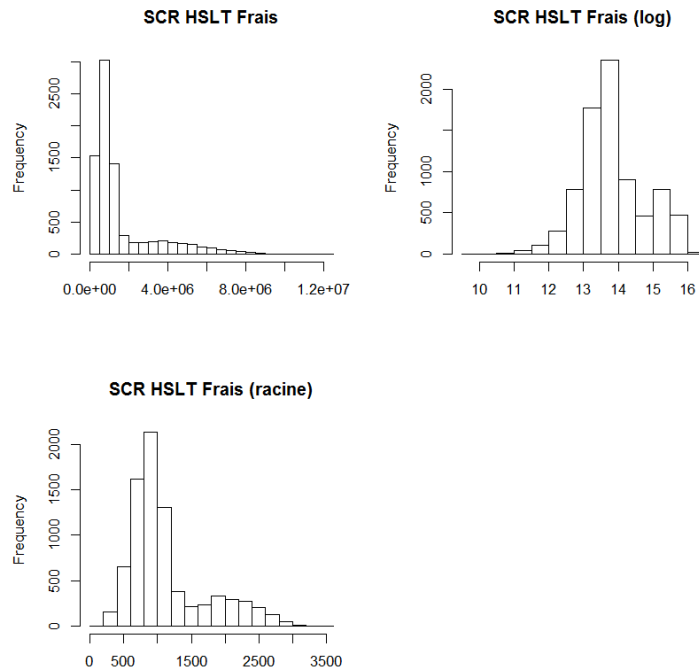 SCR HSLT Frais
Frequency
0 500 1500 2500
0.0e+00 4.0e+06 8.0e+06 1.2e+07
SCR HSLT Frais (log)
Frequency
0 500 1000 2000
10 11 12 13 14 15 16
SCR HSLT Frais (racine)
Frequency
0 500 1000 1500 2000
0 500 1500 2500 3500